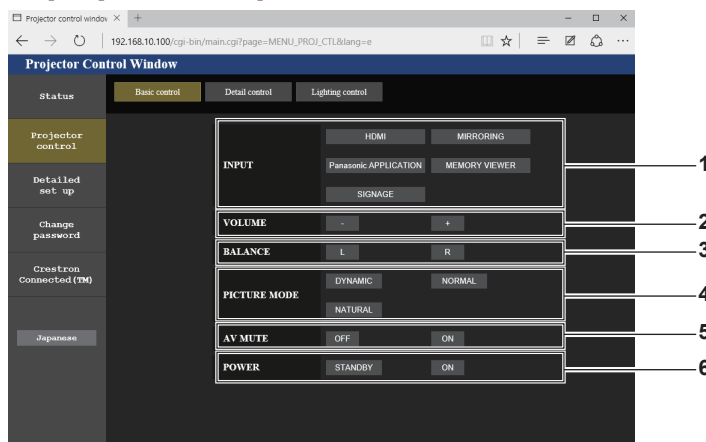 Projector control window
192.168.10.100/cgi-bin/main.cgi?page=MENU_PROJ_CTL&lang=e
Projector Control Window
Status
Basic control
Detail control
Lighting control
Projector
control
Detailed
set up
Change
password
Crestron
Connected(TM)
Japanese
INPUT
HDMI
MIRRORING
Panasonic APPLICATION
MEMORY VIEWER
SIGNAGE
1
VOLUME
-
+
2
BALANCE
L
R
3
PICTURE MODE
DYNAMIC
NORMAL
NATURAL
4
AV MUTE
OFF
ON
5
POWER
STANDBY
ON
6